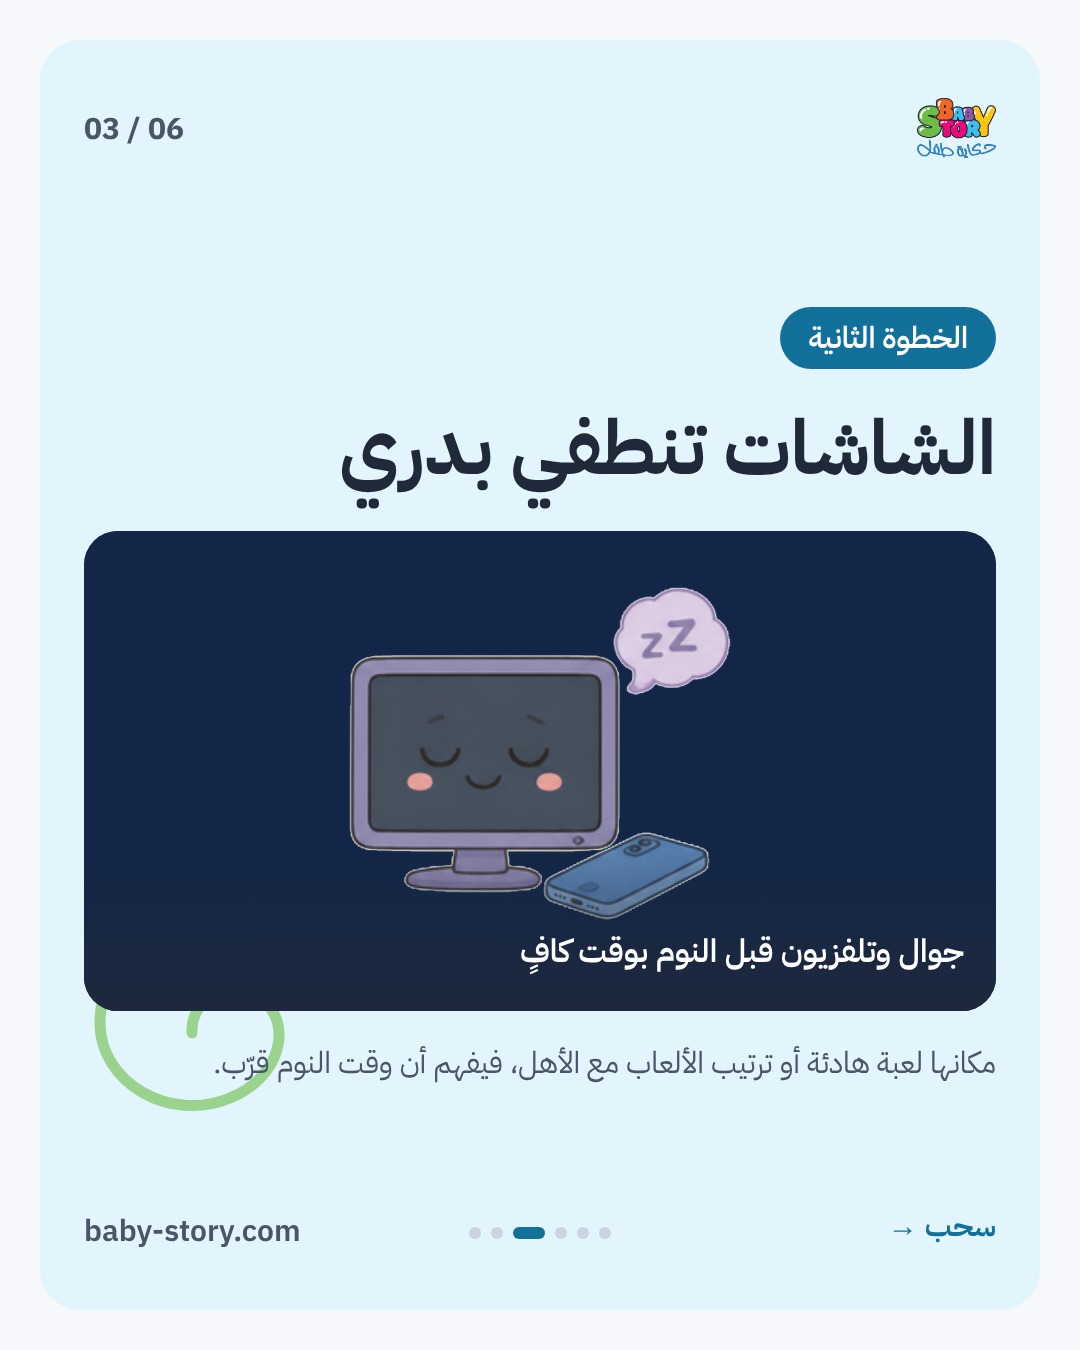 03 / 06
BABY
STORY
حكاية طفل
الخطوة الثانية
الشاشات تنطفي بدري
zZ
جوال وتلفزيون قبل النوم بوقت كافٍ
مكانها لعبة هادئة أو ترتيب الألعاب مع الأهل، فيفهم أن وقت النوم قرّب.
سحب →
baby-story.com